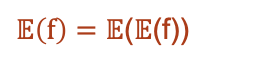 𝔼(f) = 𝔼(𝔼(f))